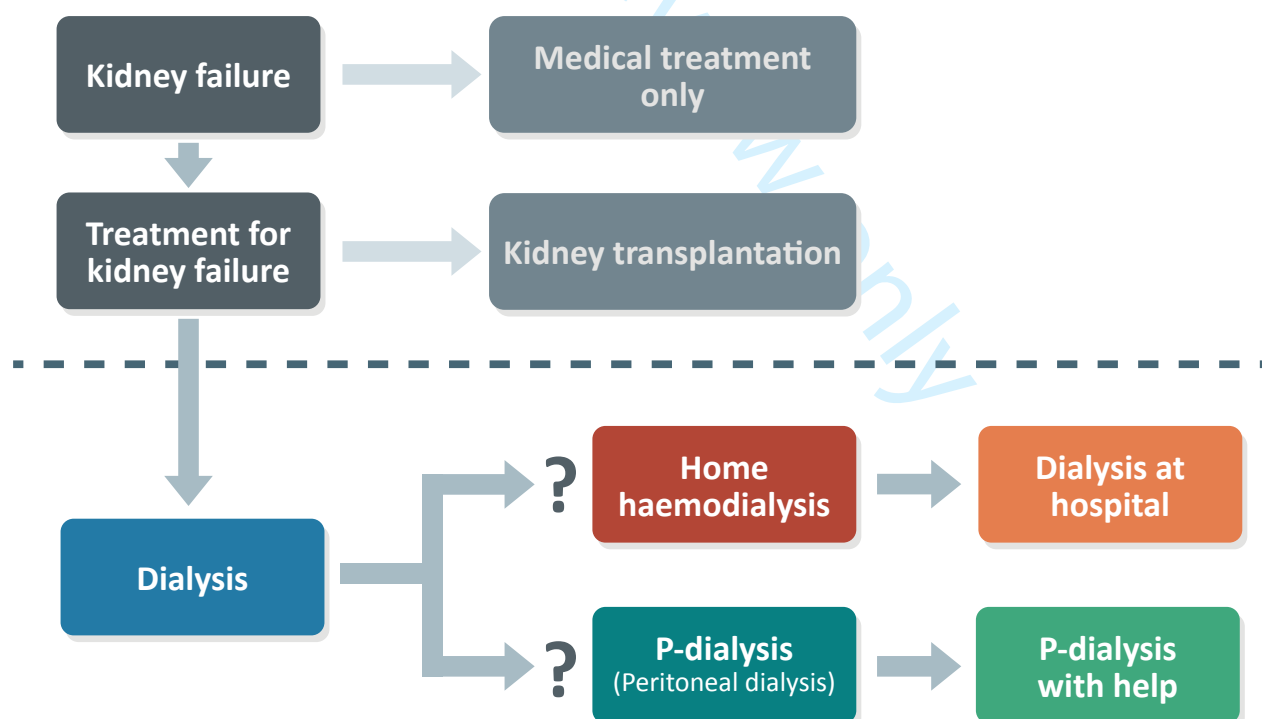 Kidney failure
Medical treatment
only
Treatment for
kidney failure
Kidney transplantation
?
Home
haemodialysis
Dialysis at
hospital
Dialysis
?
P-dialysis
(Peritoneal dialysis)
P-dialysis
with help
w only